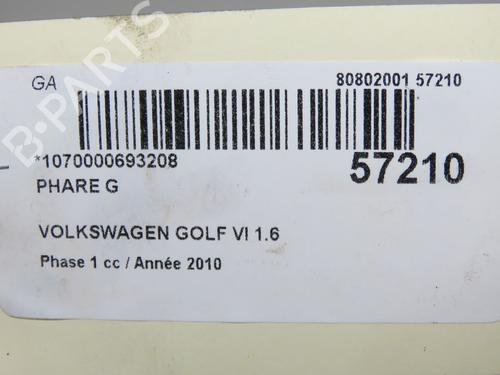 B-PARTS
GA
80802001 57210
*1070000693208
57210
PHARE G
VOLKSWAGEN GOLF VI 1.6
Phase 1 cc / Année 2010